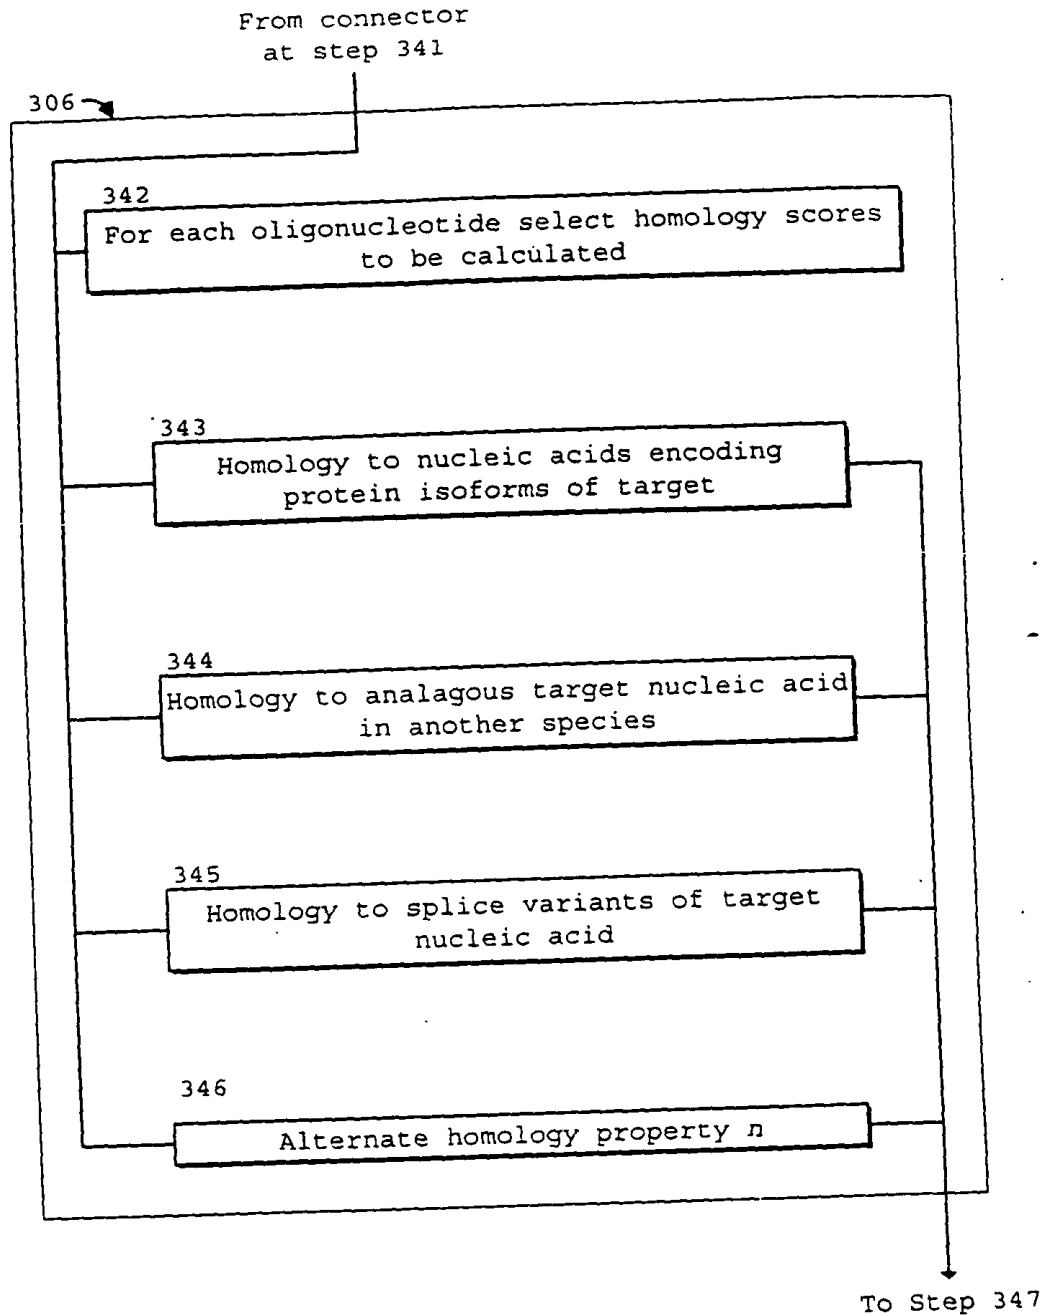 From connector
at step 341
306
342
For each oligonucleotide select homology scores
to be calculated
343
Homology to nucleic acids encoding
protein isoforms of target
344
Homology to analagous target nucleic acid
in another species
345
Homology to splice variants of target
nucleic acid
346
Alternate homology property n
To Step 347